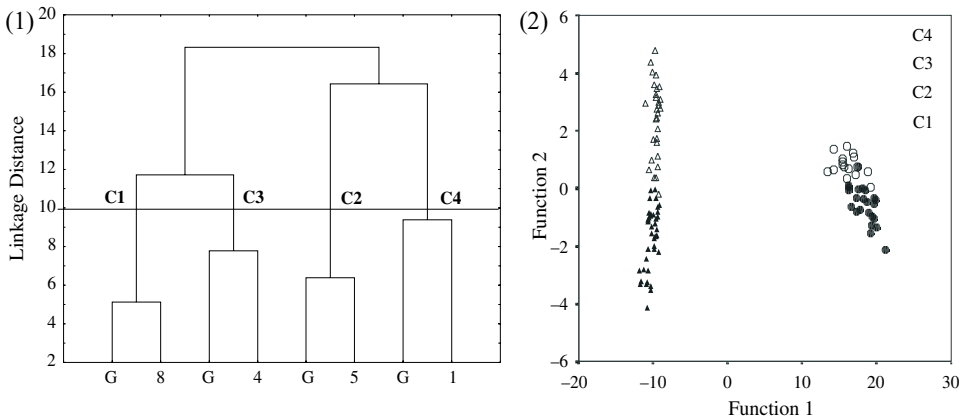 (1)
Linkage Distance
20
18
16
14
12
10
8
6
4
2
C1
C3
C2
C4
G 8 G 4 G 5 G 1
(2)
Function 2
6
4
2
0
−2
−4
−6
C4
C3
C2
C1
−20 −10 0 10 20 30
Function 1